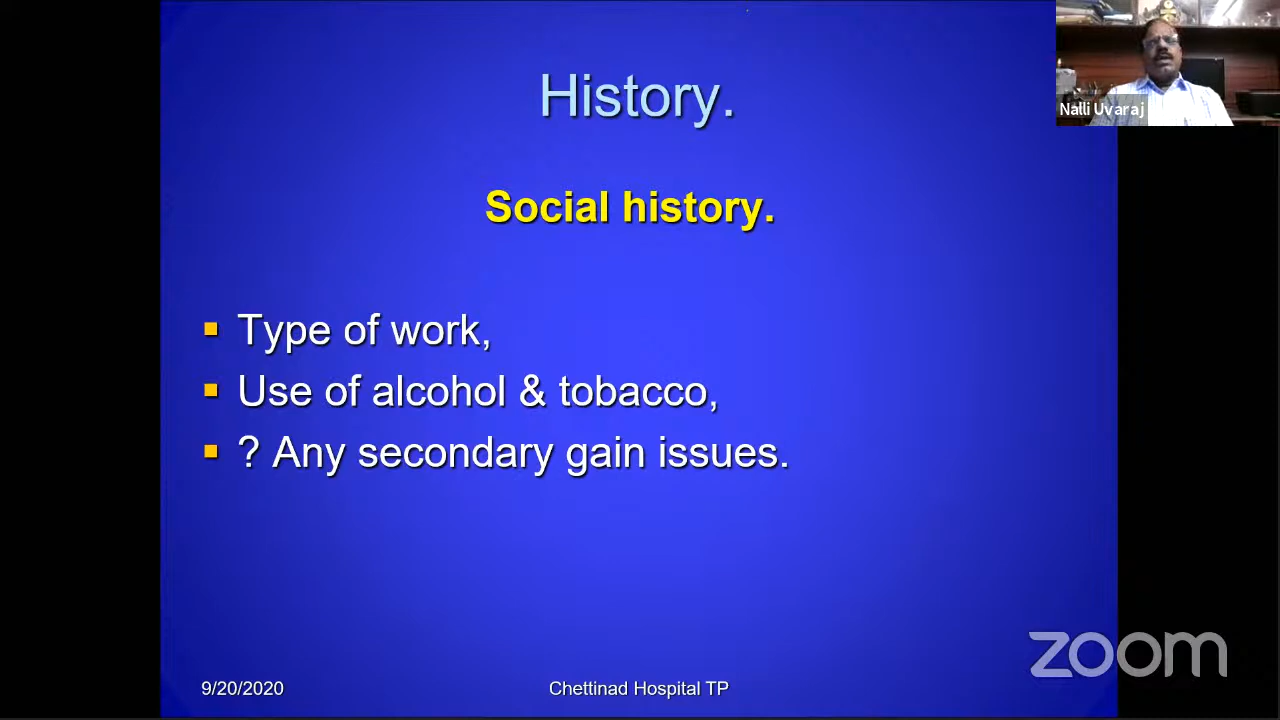 History.
Nalli Uvaraj
Social history.
Type of work,
Use of alcohol & tobacco,
? Any secondary gain issues.
zoom
9/20/2020
Chettinad Hospital TP